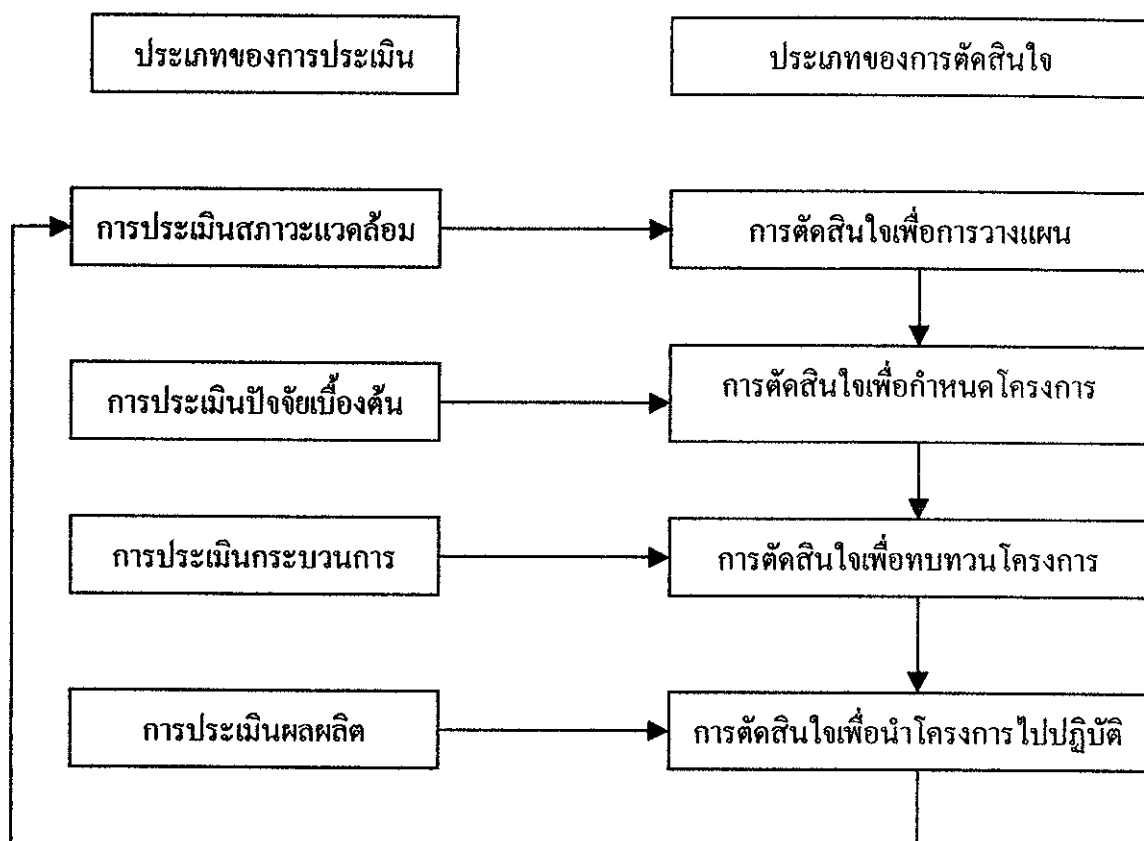 ประเภทของการประเมิน
ประเภทของการตัดสินใจ
การประเมินสภาวะแวดล้อม
การตัดสินใจเพื่อการวางแผน
การประเมินปัจจัยเบื้องต้น
การตัดสินใจเพื่อกำหนดโครงการ
การประเมินกระบวนการ
การตัดสินใจเพื่อทบทวนโครงการ
การประเมินผลผลิต
การตัดสินใจเพื่อนำโครงการไปปฏิบัติ